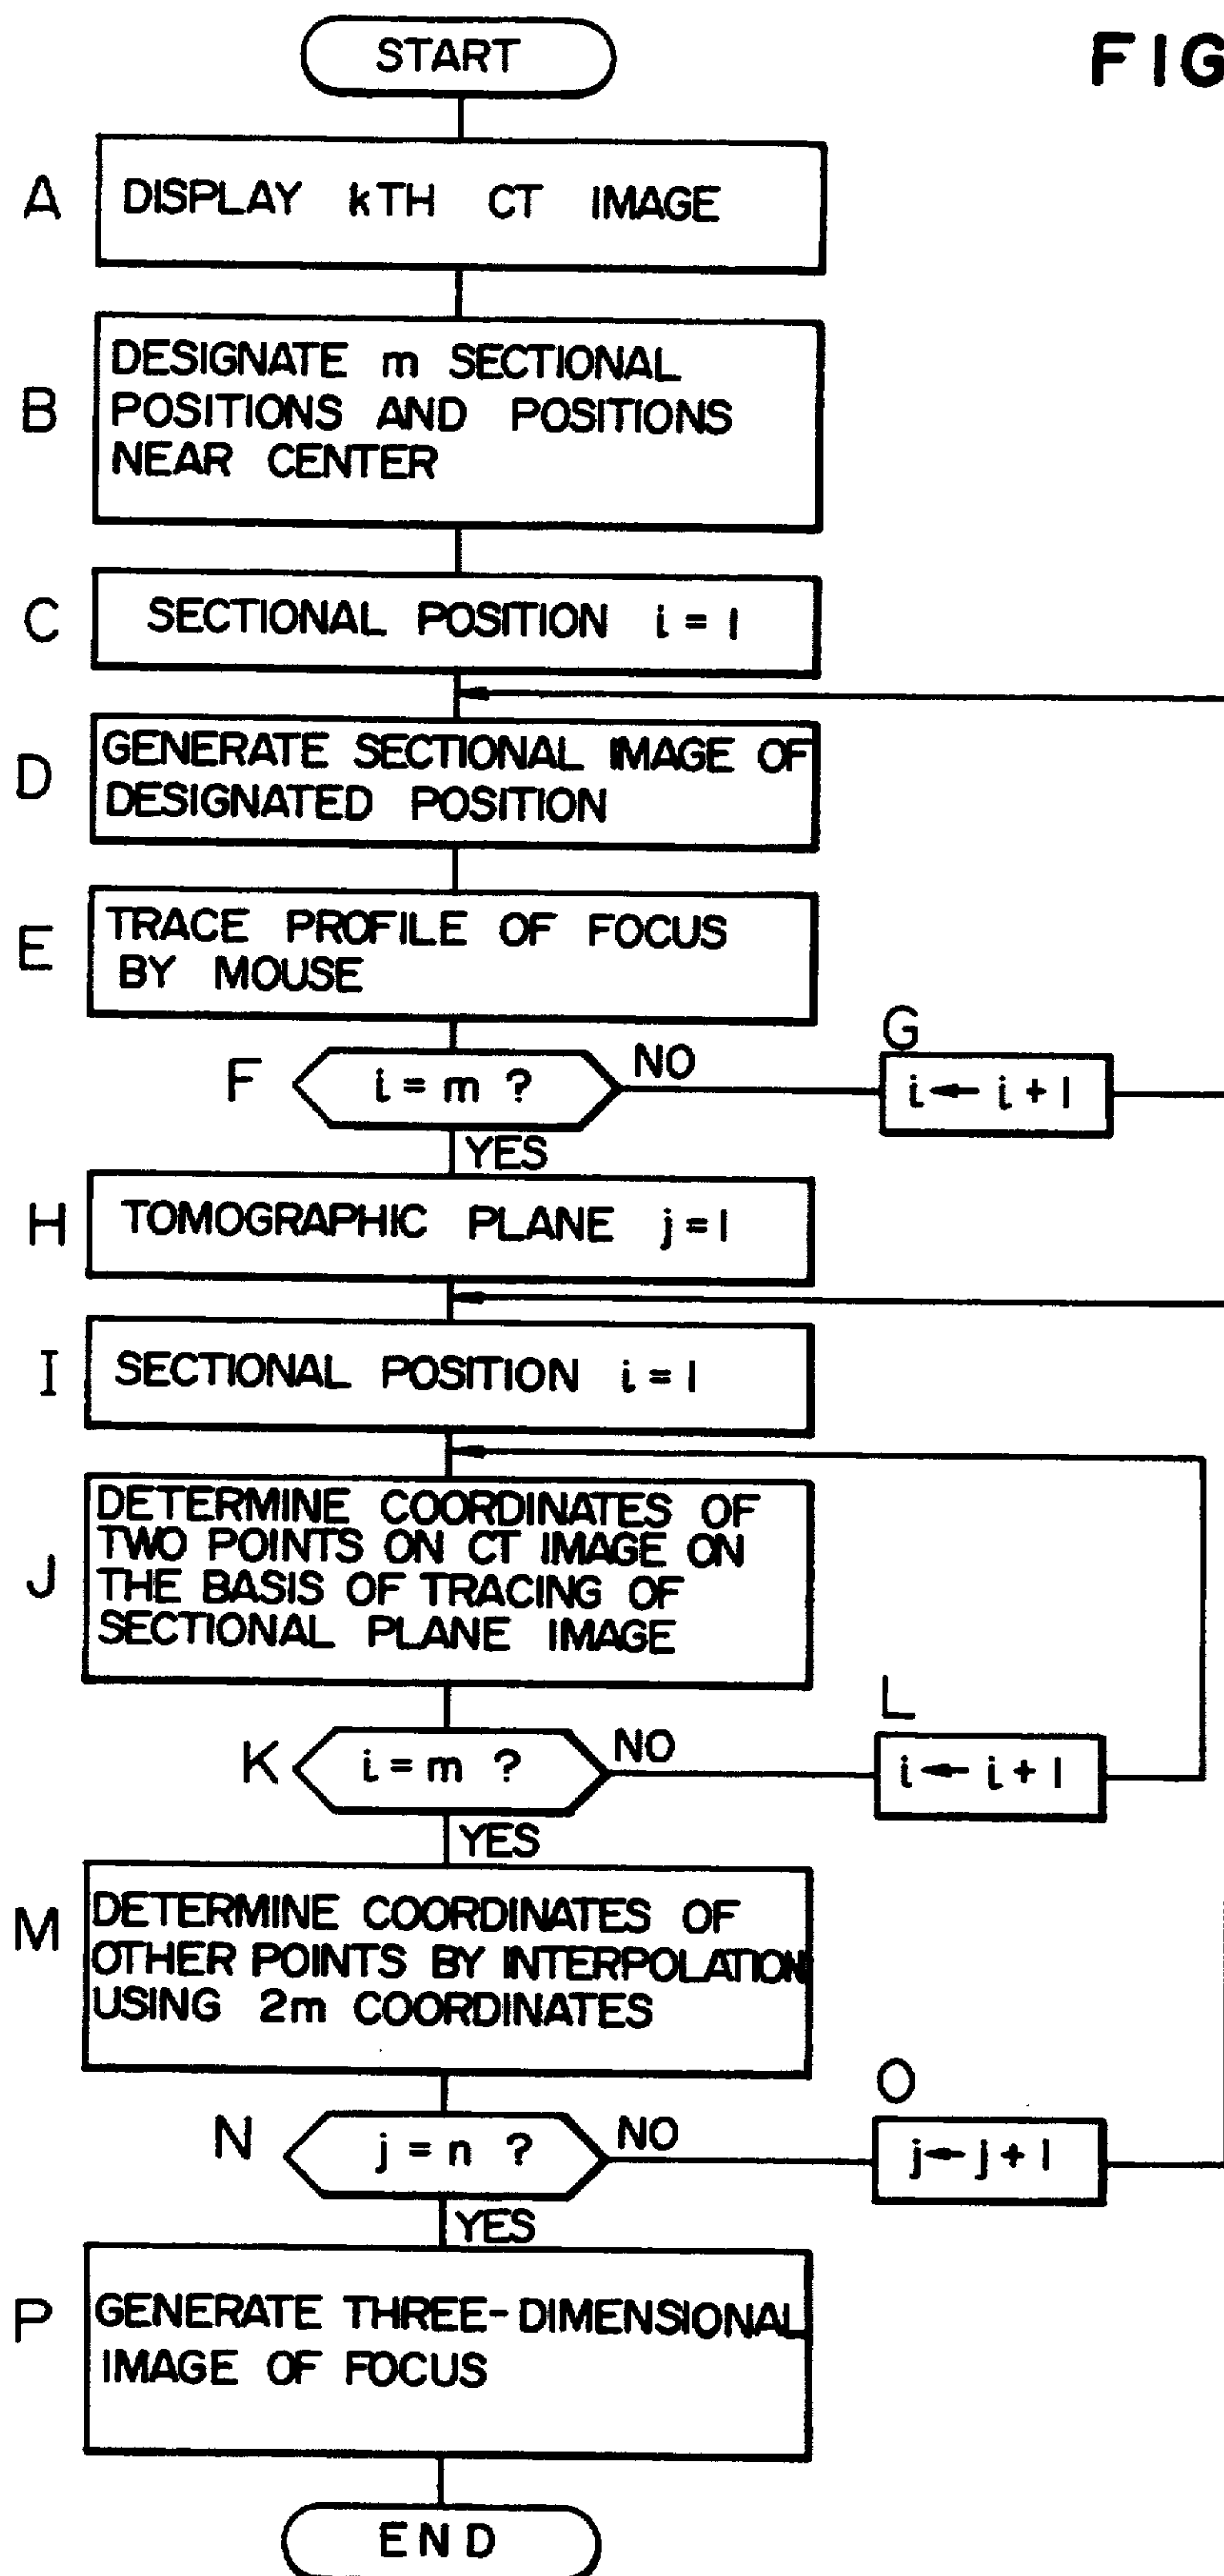 START
FIG
A
DISPLAY kTH CT IMAGE
B
DESIGNATE m SECTIONAL
POSITIONS AND POSITIONS
NEAR CENTER
C
SECTIONAL POSITION i = 1
D
GENERATE SECTIONAL IMAGE OF
DESIGNATED POSITION
E
TRACE PROFILE OF FOCUS
BY MOUSE
F
i = m ?
NO
G
i ← i + 1
YES
H
TOMOGRAPHIC PLANE j = 1
I
SECTIONAL POSITION i = 1
J
DETERMINE COORDINATES OF
TWO POINTS ON CT IMAGE ON
THE BASIS OF TRACING OF
SECTIONAL PLANE IMAGE
K
i = m ?
NO
L
i ← i + 1
YES
M
DETERMINE COORDINATES OF
OTHER POINTS BY INTERPOLATION
USING 2m COORDINATES
N
j = n ?
NO
O
j ← j + 1
YES
P
GENERATE THREE-DIMENSIONAL
IMAGE OF FOCUS
END